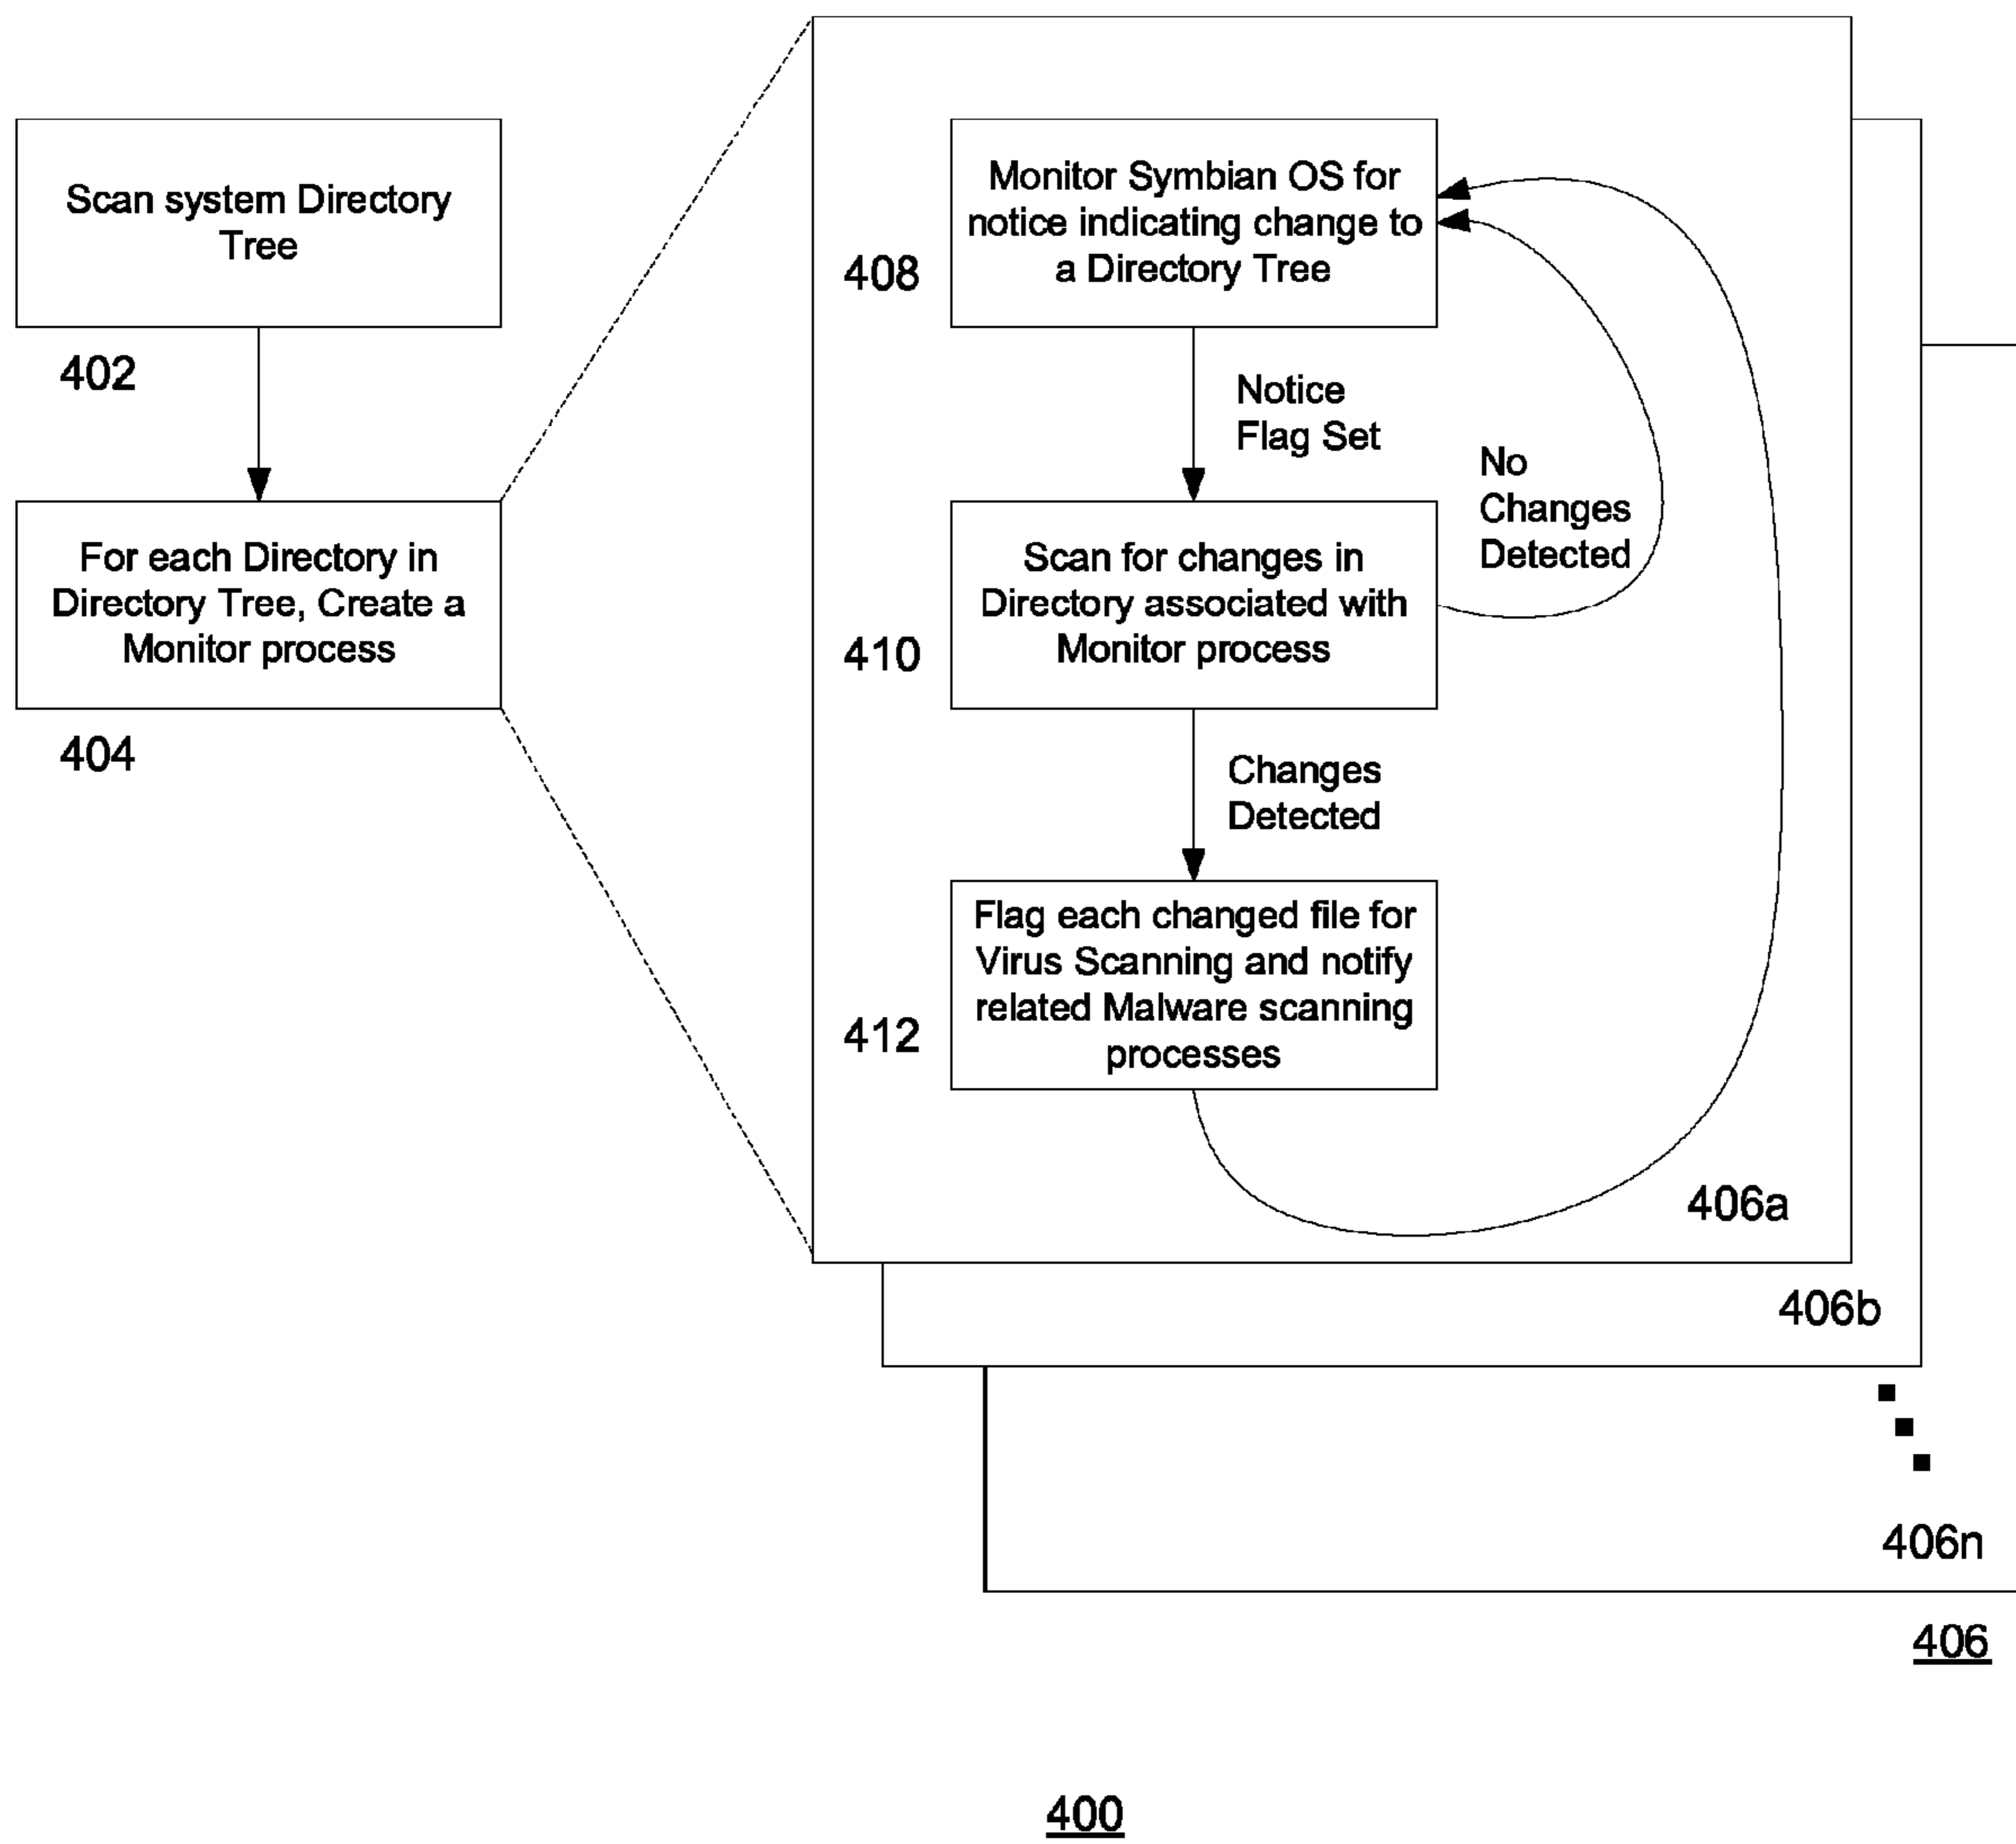 Scan system Directory
Tree
402
For each Directory in
Directory Tree, Create a
Monitor process
404
Monitor Symbian OS for
notice indicating change to
a Directory Tree
408
Notice
Flag Set
No
Changes
Detected
Scan for changes in
Directory associated with
Monitor process
410
Changes
Detected
Flag each changed file for
Virus Scanning and notify
related Malware scanning
processes
412
406a
406b
406n
406
400